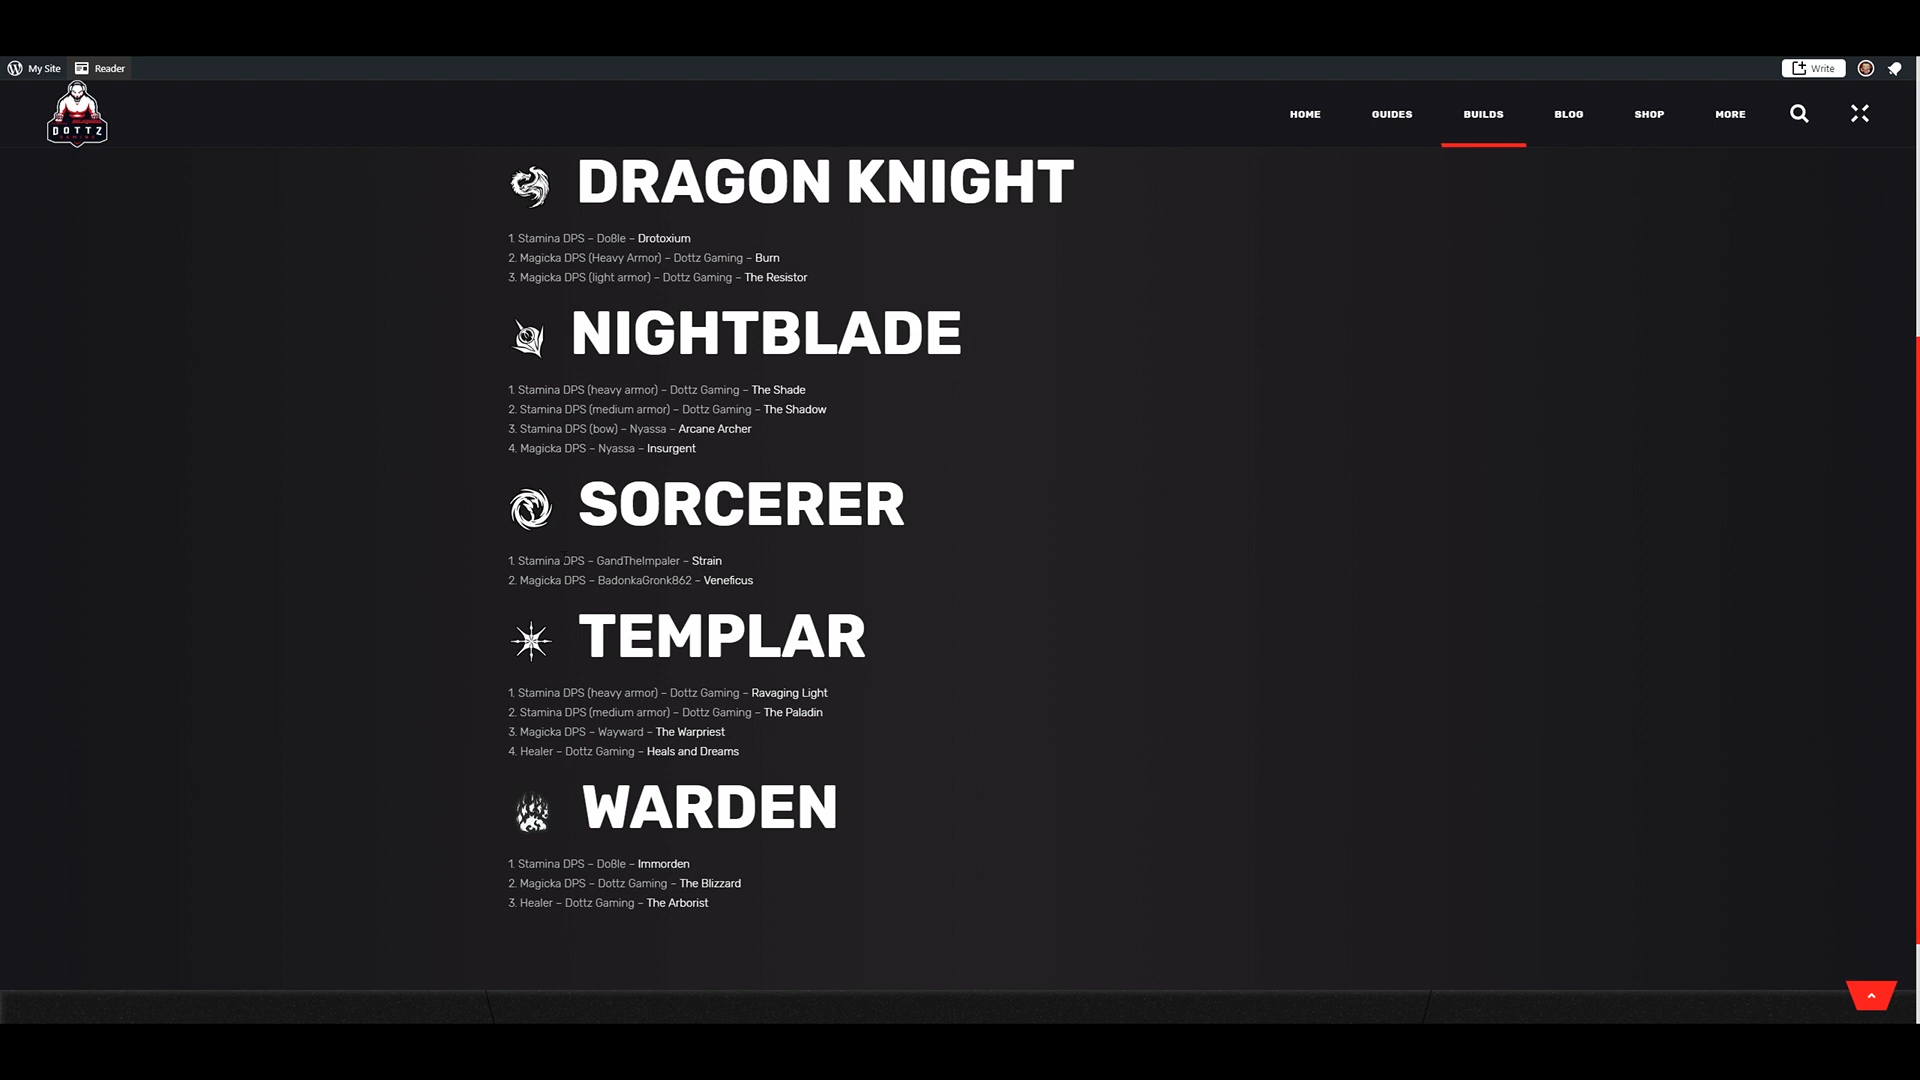 My Site
Reader
Write
DOTTZ
GAMING
HOME
GUIDES
BUILDS
BLOG
SHOP
MORE
DRAGON KNIGHT
1. Stamina DPS – Doßle – Drotoxium
2. Magicka DPS (Heavy Armor) – Dottz Gaming – Burn
3. Magicka DPS (light armor) – Dottz Gaming – The Resistor
NIGHTBLADE
1. Stamina DPS (heavy armor) – Dottz Gaming – The Shade
2. Stamina DPS (medium armor) – Dottz Gaming – The Shadow
3. Stamina DPS (bow) – Nyassa – Arcane Archer
4. Magicka DPS – Nyassa – Insurgent
SORCERER
1. Stamina DPS – GandTheImpaler – Strain
2. Magicka DPS – BadonkaGronk862 – Veneficus
TEMPLAR
1. Stamina DPS (heavy armor) – Dottz Gaming – Ravaging Light
2. Stamina DPS (medium armor) – Dottz Gaming – The Paladin
3. Magicka DPS – Wayward – The Warpriest
4. Healer – Dottz Gaming – Heals and Dreams
WARDEN
1. Stamina DPS – Doßle – Immorden
2. Magicka DPS – Dottz Gaming – The Blizzard
3. Healer – Dottz Gaming – The Arborist